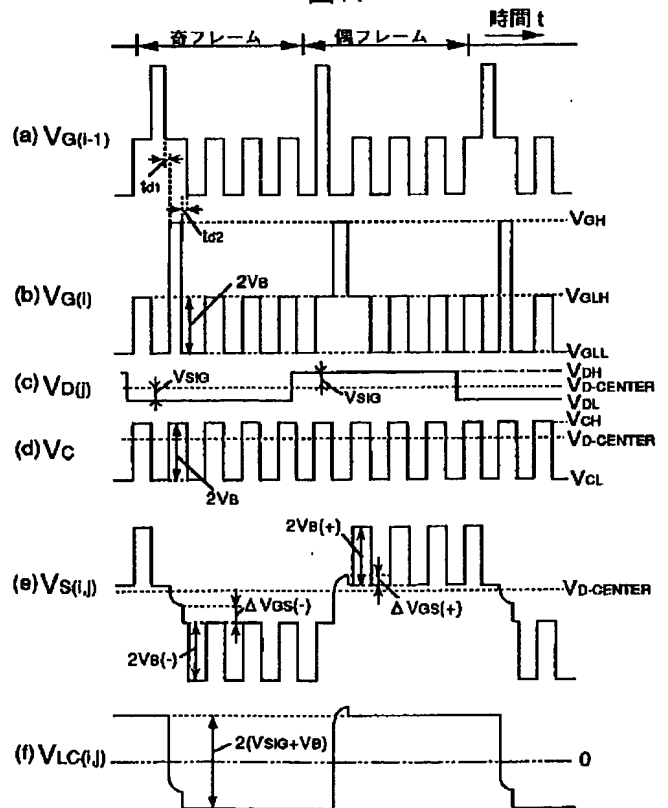 時間 t
奇フレーム
偶フレーム
(a) VG(i-1)
td1
td2
VGH
(b) VG(i)
2VB
VGLH
VGLL
(c) VD(j)
VSIG
VSIG
VDH
VD-CENTER
VDL
(d) VC
2VB
VCH
VD-CENTER
VCL
(e) VS(i,j)
2VB(+)
VD-CENTER
ΔVGS(-)
ΔVGS(+)
2VB(-)
(f) VLC(i,j)
2(VSIG+VB)
0